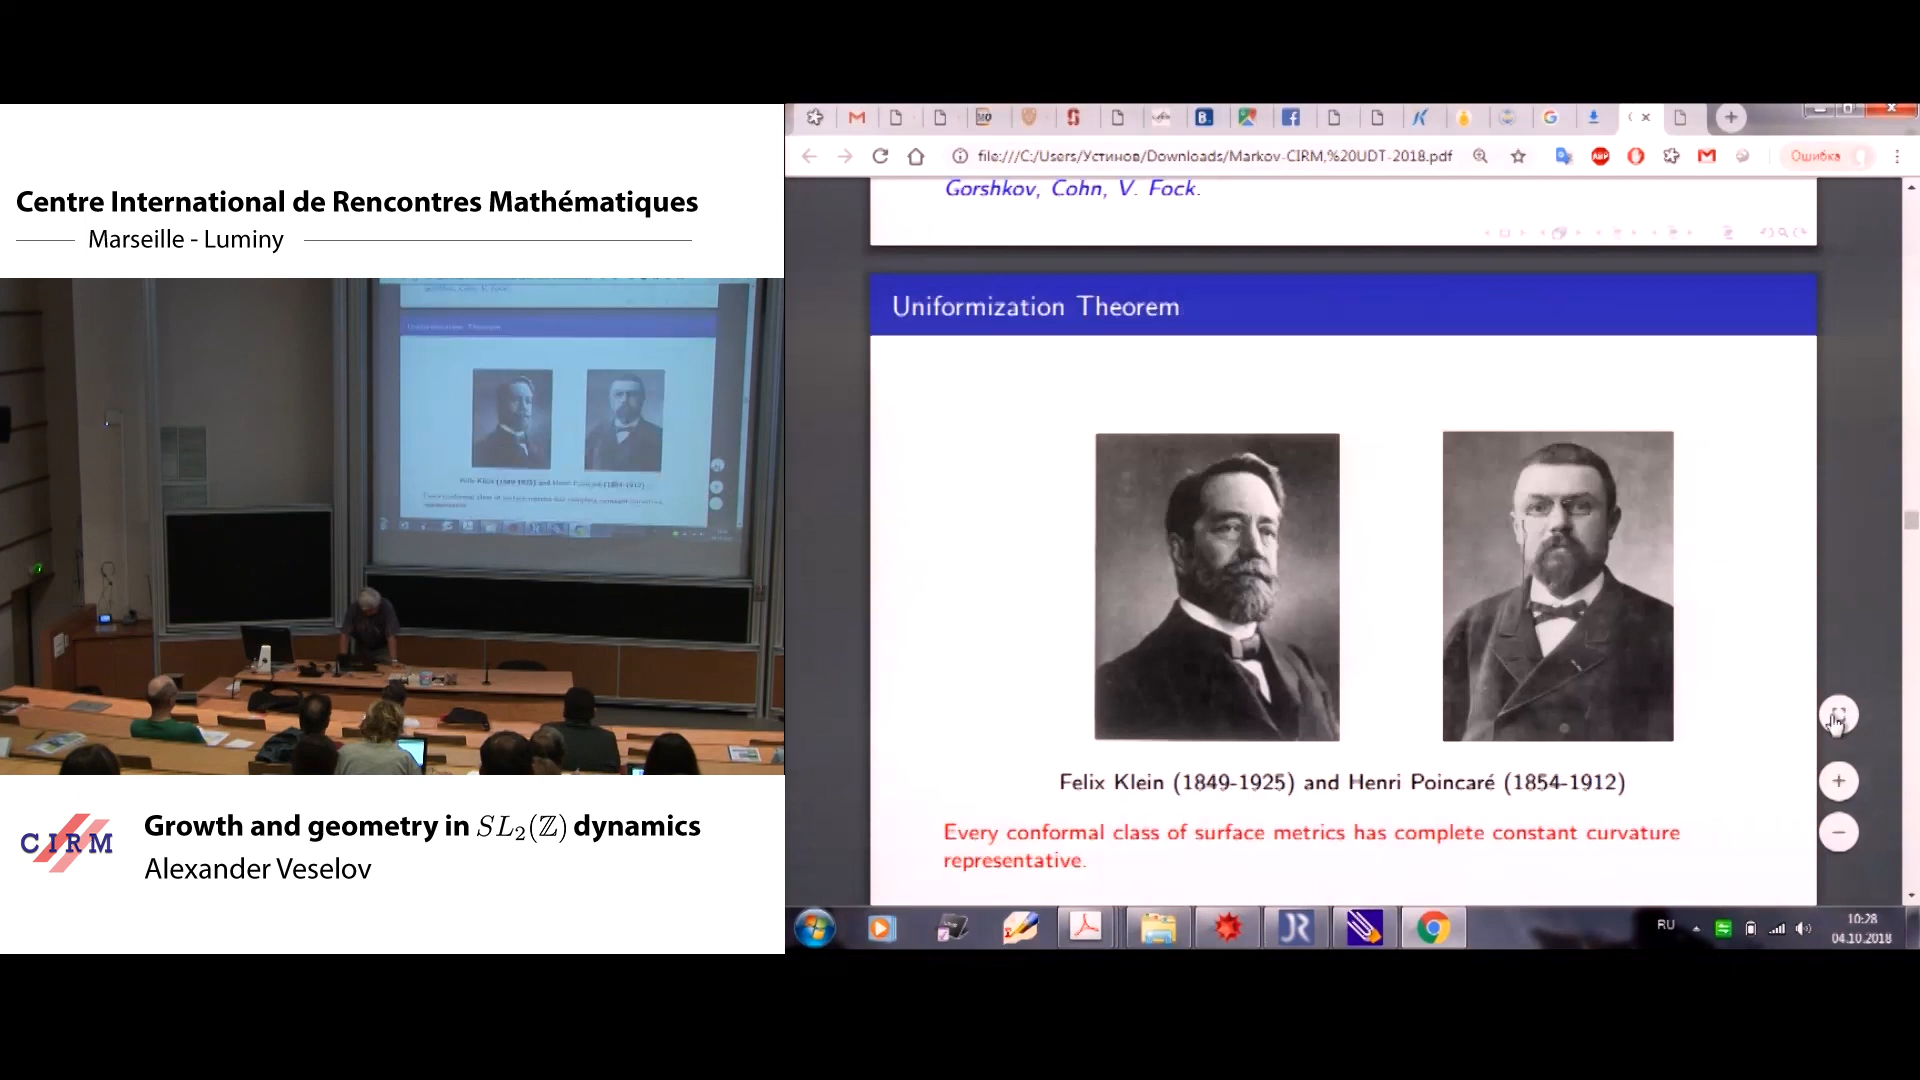 Centre International de Rencontres Mathématiques
Marseille - Luminy
CIRM
Growth and geometry in SL₂(ℤ) dynamics
Alexander Veselov
file:///C:/Users/Устинов/Downloads/Markov-CIRM,%20UDT-2018.pdf
ABP
Ошибка
Gorshkov, Cohn, V. Fock.
Uniformization Theorem
Felix Klein (1849-1925) and Henri Poincaré (1854-1912)
Every conformal class of surface metrics has complete constant curvature
representative.
RU
10:28
04.10.2018